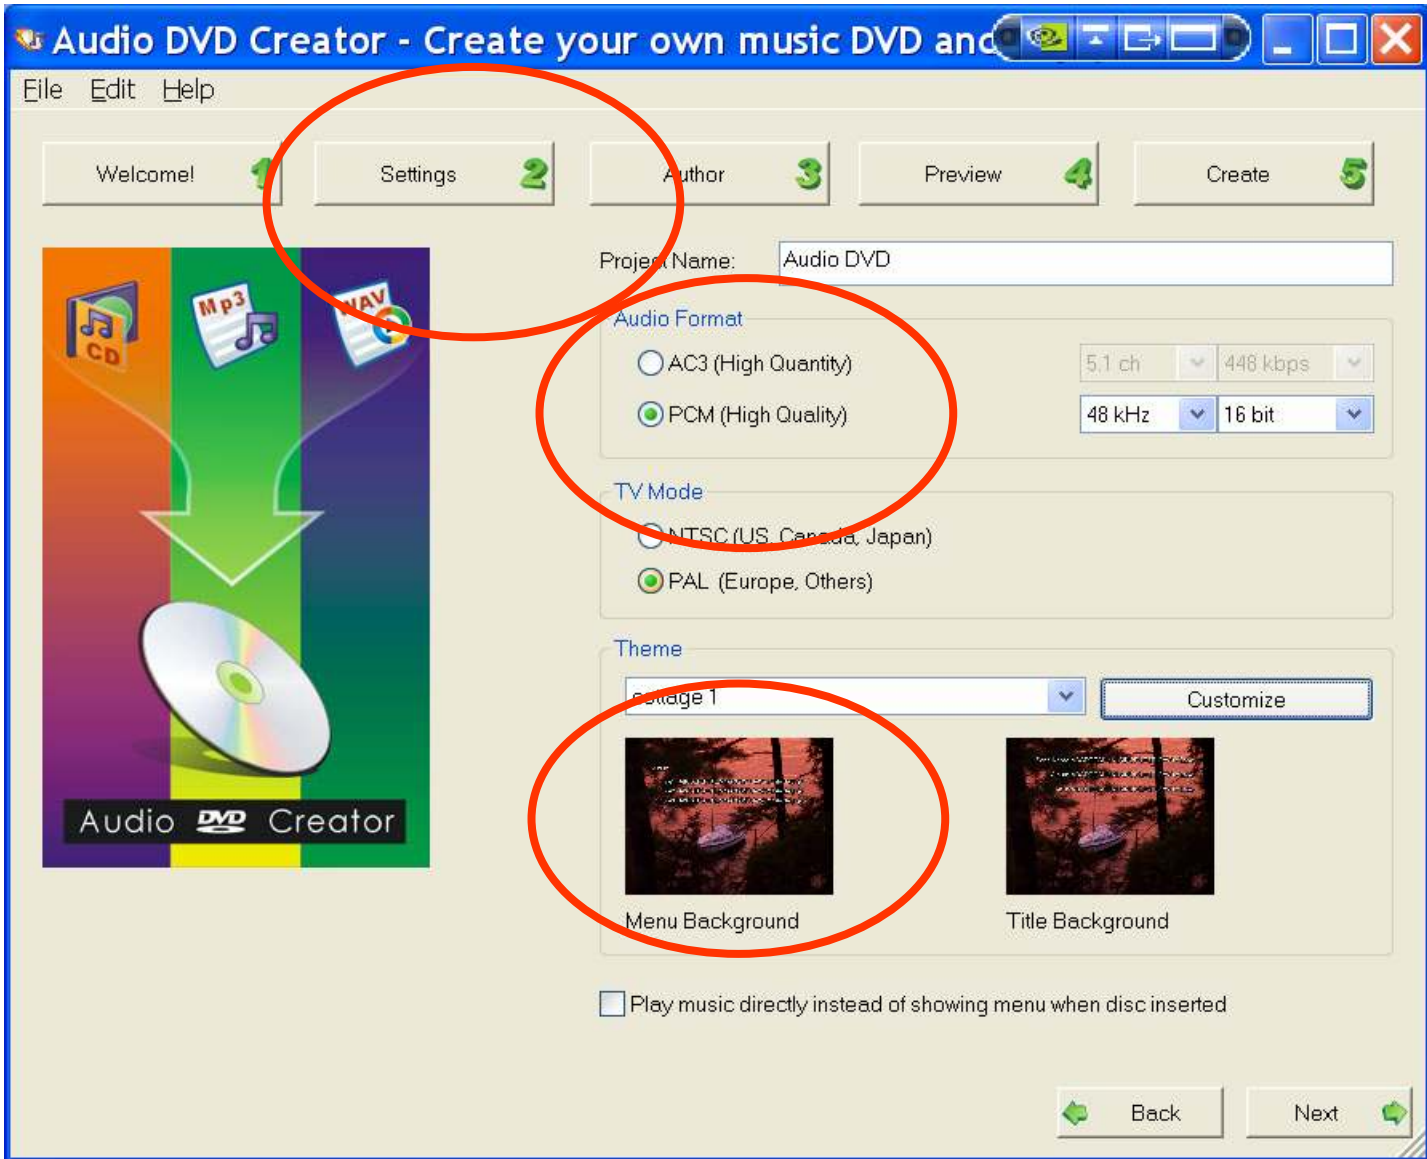 Audio DVD Creator - Create your own music DVD and
File Edit Help
Welcome! 1 Settings 2 Author 3 Preview 4 Create 5
CD Mp3 WAV
Audio DVD Creator
Project Name: Audio DVD
Audio Format
AC3 (High Quantity) 5.1 ch 448 kbps
PCM (High Quality) 48 kHz 16 bit
TV Mode
NTSC (US, Canada, Japan)
PAL (Europe, Others)
Theme
cottage 1 Customize
Menu Background Title Background
Play music directly instead of showing menu when disc inserted
Back Next